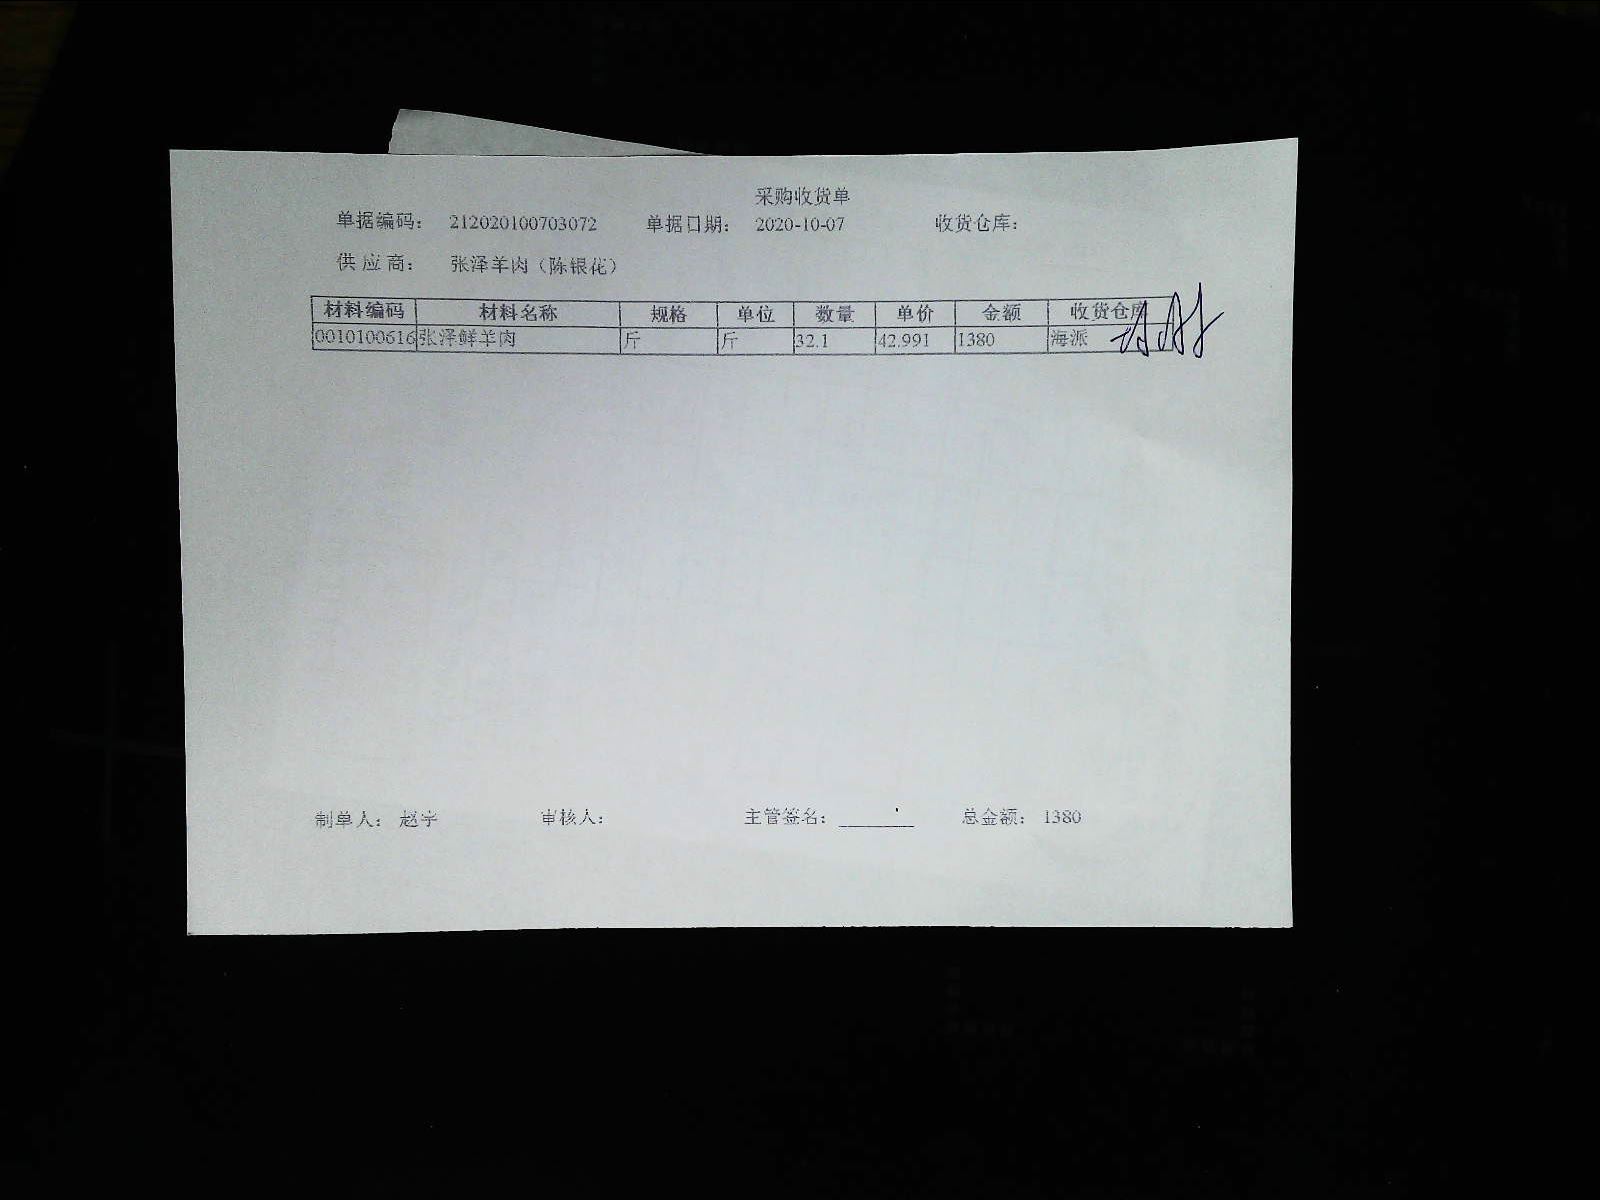 采购收货单
单据编码： 212020100703072 单据日期： 2020-10-07 收货仓库：
供应商： 张泽羊肉（陈银花）
材料编码 材料名称 规格 单位 数量 单价 金额 收货仓库
0010100616 张泽鲜羊肉 斤 斤 32.1 42.991 1380 海派
制单人： 赵宇 审核人： 主管签名： 总金额： 1380